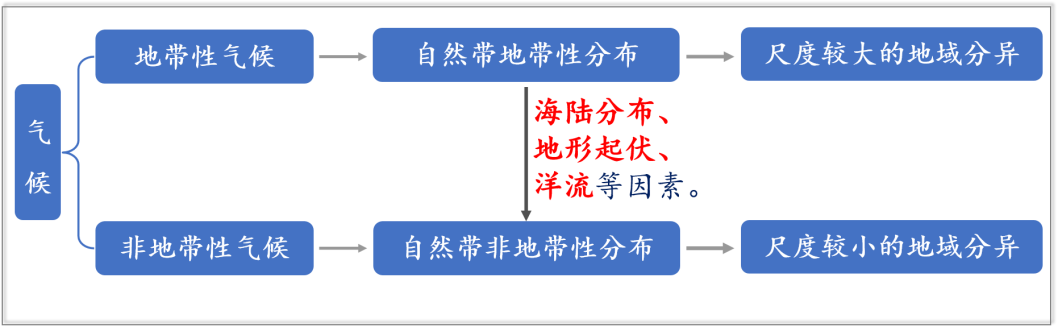 气候
地带性气候
自然带地带性分布
尺度较大的地域分异
海陆分布、
地形起伏、
洋流等因素。
非地带性气候
自然带非地带性分布
尺度较小的地域分异